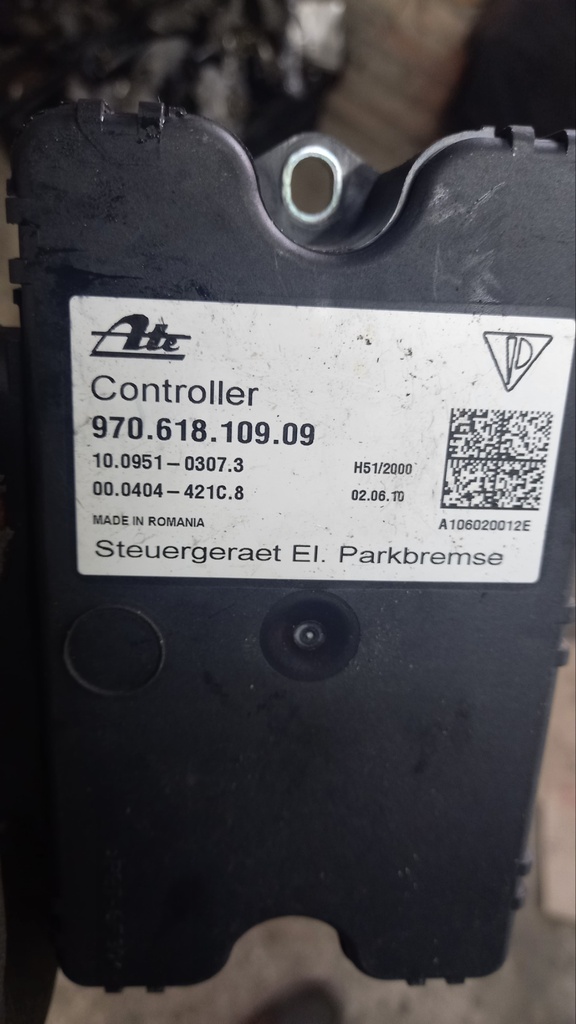 Ate
Controller
970.618.109.09
10.0951-0307.3 H51/2000
00.0404-421C.8 02.06.10
MADE IN ROMANIA A106020012E
Steuergeraet El. Parkbremse